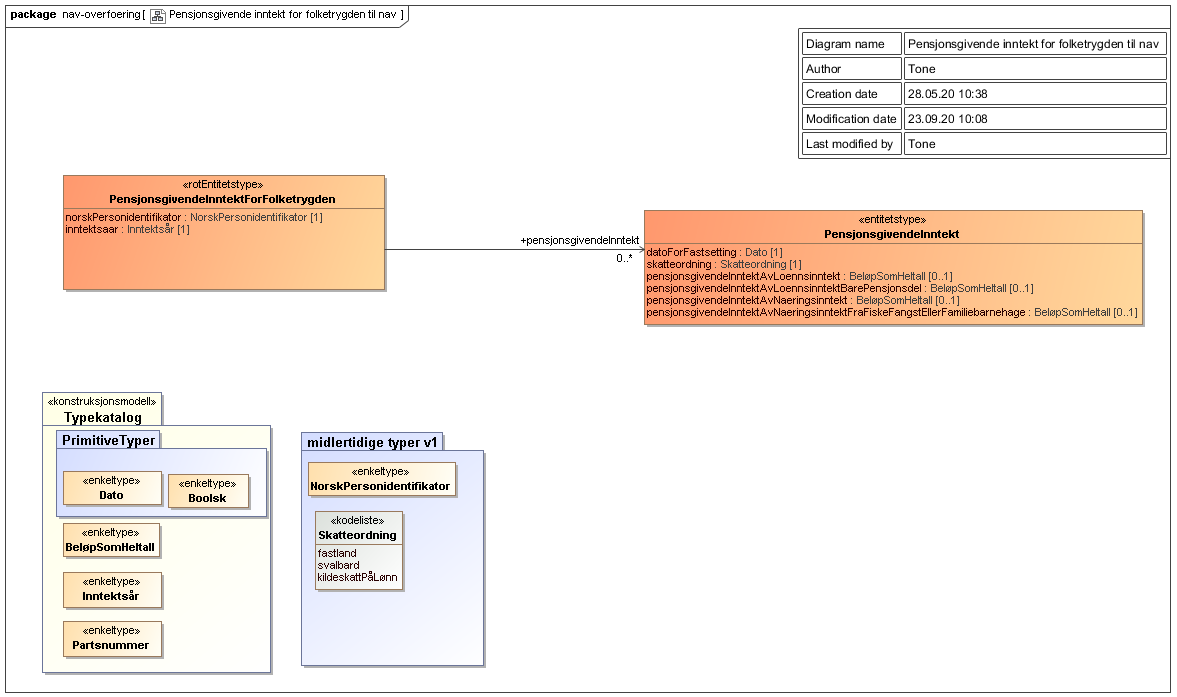 package nav-overfoering[ Pensjonsgivende inntekt for folketrygden til nav ]
Diagram name Pensjonsgivende inntekt for folketrygden til nav
Author Tone
Creation date 28.05.20 10:38
Modification date 23.09.20 10:08
Last modified by Tone
«rotEntitetstype»
PensjonsgivendeInntektForFolketrygden
norskPersonidentifikator : NorskPersonidentifikator [1]
inntektsaar : Inntektsår [1]
+pensjonsgivendeInntekt
0..*
«entitetstype»
PensjonsgivendeInntekt
datoForFastsetting : Dato [1]
skatteordning : Skatteordning [1]
pensjonsgivendeInntektAvLoennsinntekt : BeløpSomHeltall [0..1]
pensjonsgivendeInntektAvLoennsinntektBarePensjonsdel : BeløpSomHeltall [0..1]
pensjonsgivendeInntektAvNaeringsinntekt : BeløpSomHeltall [0..1]
pensjonsgivendeInntektAvNaeringsinntektFraFiskeFangstEllerFamiliebarnehage : BeløpSomHeltall [0..1]
«konstruksjonsmodell»
Typekatalog
PrimitiveTyper
«enkeltype»
Dato
«enkeltype»
Boolsk
«enkeltype»
BeløpSomHeltall
«enkeltype»
Inntektsår
«enkeltype»
Partsnummer
midlertidige typer v1
«enkeltype»
NorskPersonidentifikator
«kodeliste»
Skatteordning
fastland
svalbard
kildeskattPåLønn